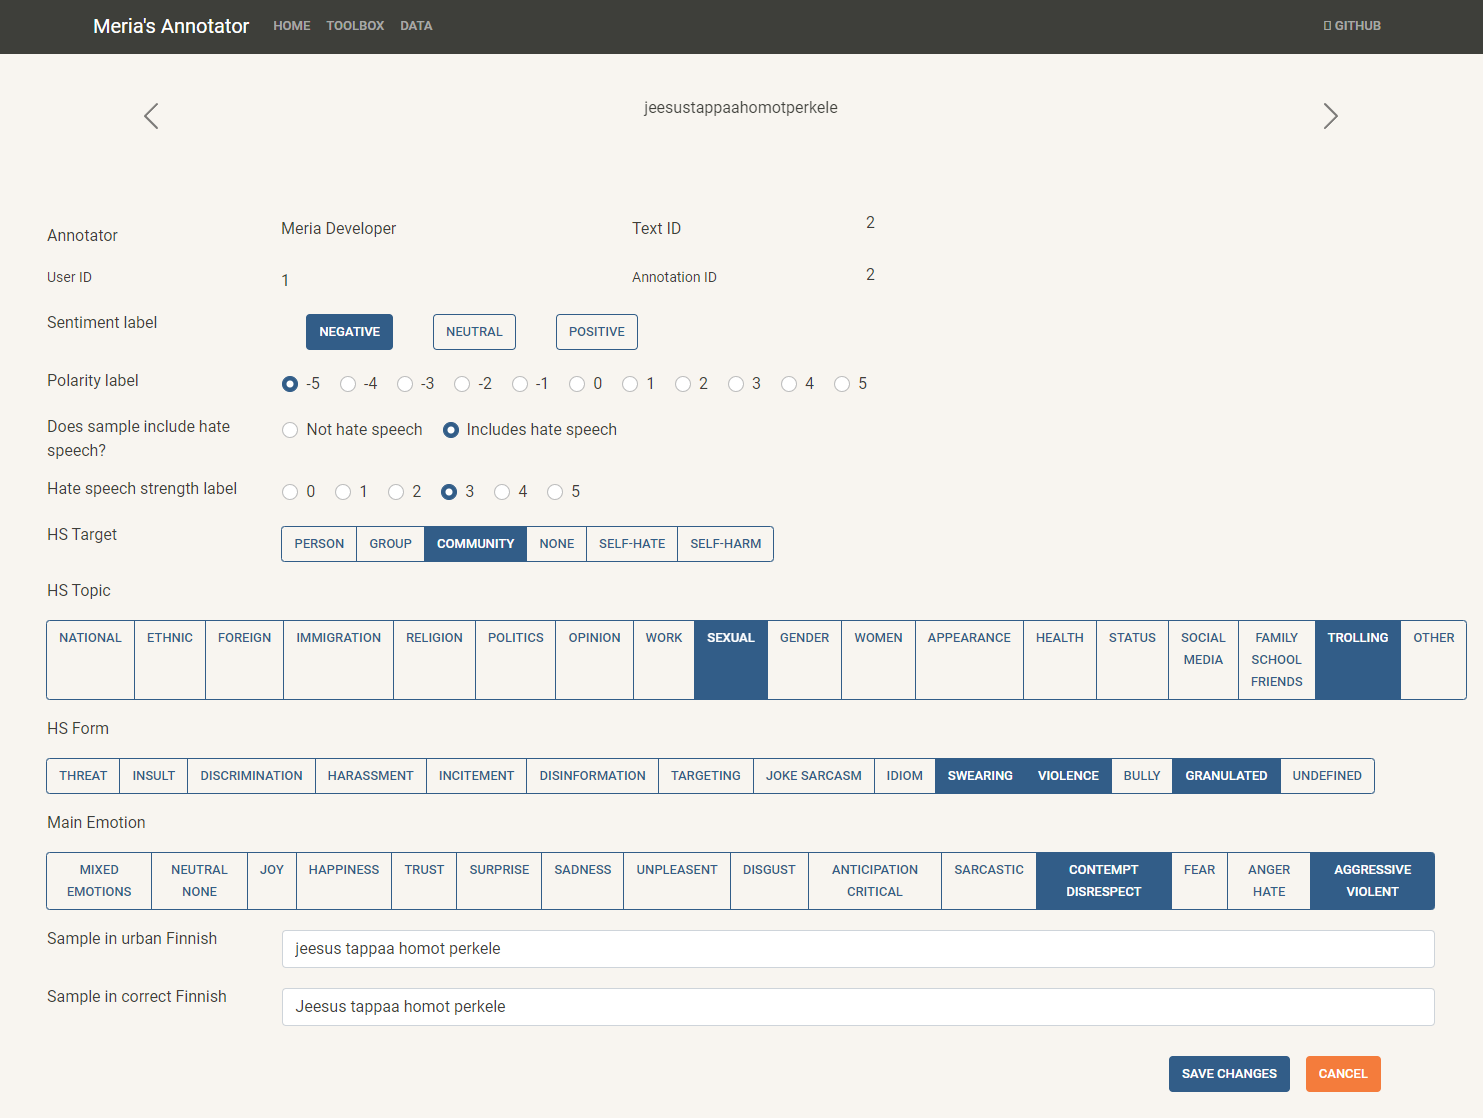 Meria's Annotator HOME TOOLBOX DATA GITHUB
jeesustappaahomotperkele
Annotator Meria Developer Text ID 2
User ID 1 Annotation ID 2
Sentiment label NEGATIVE NEUTRAL POSITIVE
Polarity label -5 -4 -3 -2 -1 0 1 2 3 4 5
Does sample include hate speech? Not hate speech Includes hate speech
Hate speech strength label 0 1 2 3 4 5
HS Target PERSON GROUP COMMUNITY NONE SELF-HATE SELF-HARM
HS Topic
NATIONAL ETHNIC FOREIGN IMMIGRATION RELIGION POLITICS OPINION WORK SEXUAL GENDER WOMEN APPEARANCE HEALTH STATUS SOCIAL MEDIA FAMILY SCHOOL FRIENDS TROLLING OTHER
HS Form
THREAT INSULT DISCRIMINATION HARASSMENT INCITEMENT DISINFORMATION TARGETING JOKE SARCASM IDIOM SWEARING VIOLENCE BULLY GRANULATED UNDEFINED
Main Emotion
MIXED EMOTIONS NEUTRAL NONE JOY HAPPINESS TRUST SURPRISE SADNESS UNPLEASENT DISGUST ANTICIPATION CRITICAL SARCASTIC CONTEMPT DISRESPECT FEAR ANGER HATE AGGRESSIVE VIOLENT
Sample in urban Finnish jeesus tappaa homot perkele
Sample in correct Finnish Jeesus tappaa homot perkele
SAVE CHANGES CANCEL